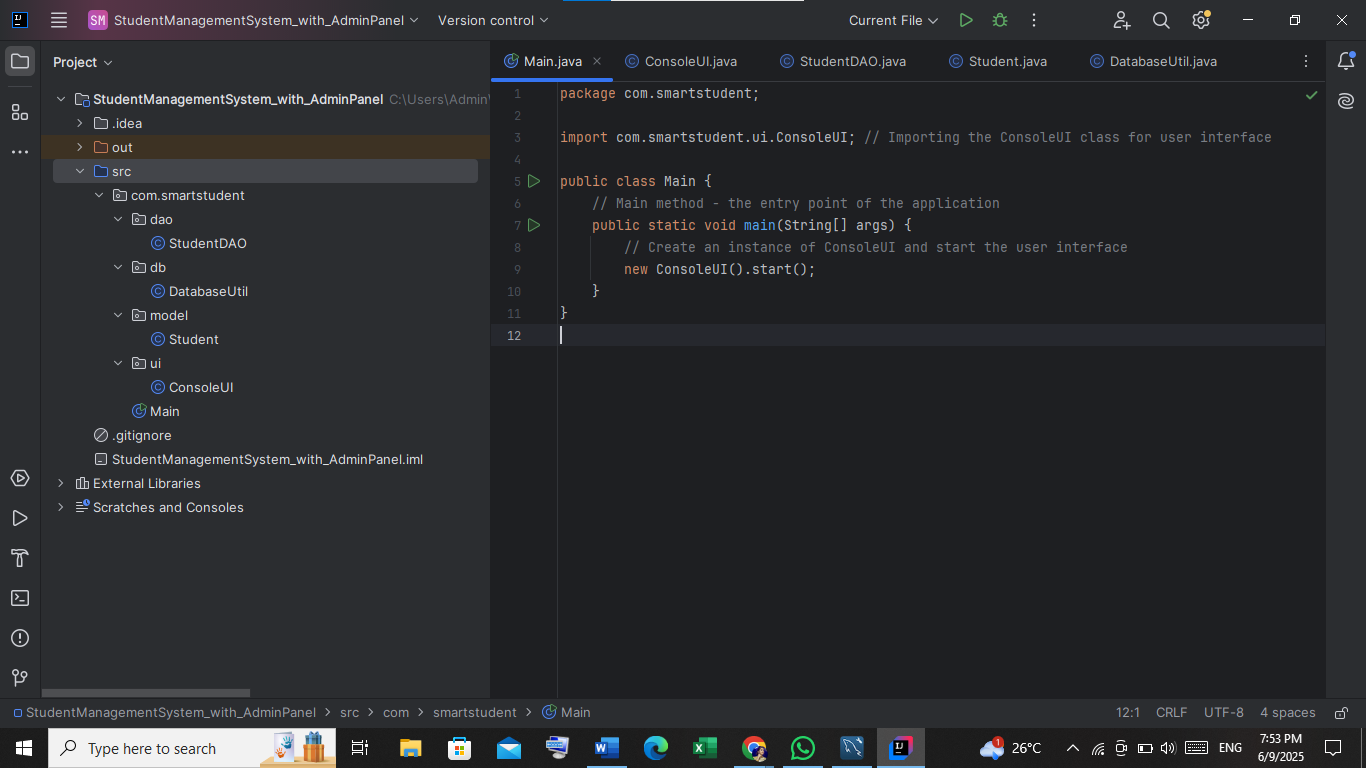 SM StudentManagementSystem_with_AdminPanel Version control Current File
Project
StudentManagementSystem_with_AdminPanel C:\Users\Admin\
.idea
out
src
com.smartstudent
dao
StudentDAO
db
DatabaseUtil
model
Student
ui
ConsoleUI
Main
.gitignore
StudentManagementSystem_with_AdminPanel.iml
External Libraries
Scratches and Consoles
Main.java ConsoleUI.java StudentDAO.java Student.java DatabaseUtil.java
1 package com.smartstudent;
2
3 import com.smartstudent.ui.ConsoleUI; // Importing the ConsoleUI class for user interface
4
5 public class Main {
6 // Main method - the entry point of the application
7 public static void main(String[] args) {
8 // Create an instance of ConsoleUI and start the user interface
9 new ConsoleUI().start();
10 }
11 }
12
StudentManagementSystem_with_AdminPanel > src > com > smartstudent > Main 12:1 CRLF UTF-8 4 spaces
Type here to search 1 26°C ENG 7:53 PM
6/9/2025